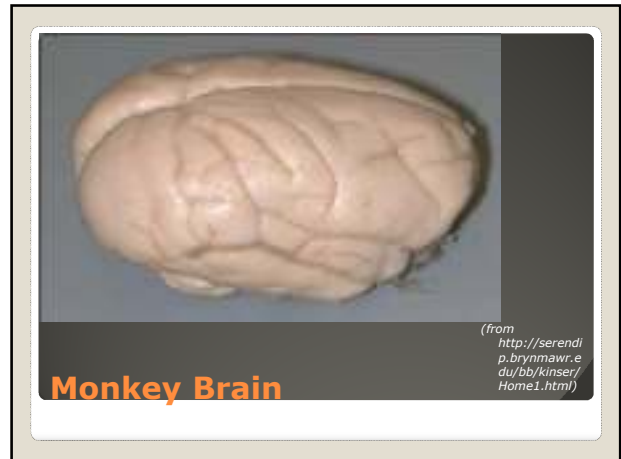 (from
http://serendi
p.brynmawr.e
du/bb/kinser/
Home1.html)
Monkey Brain